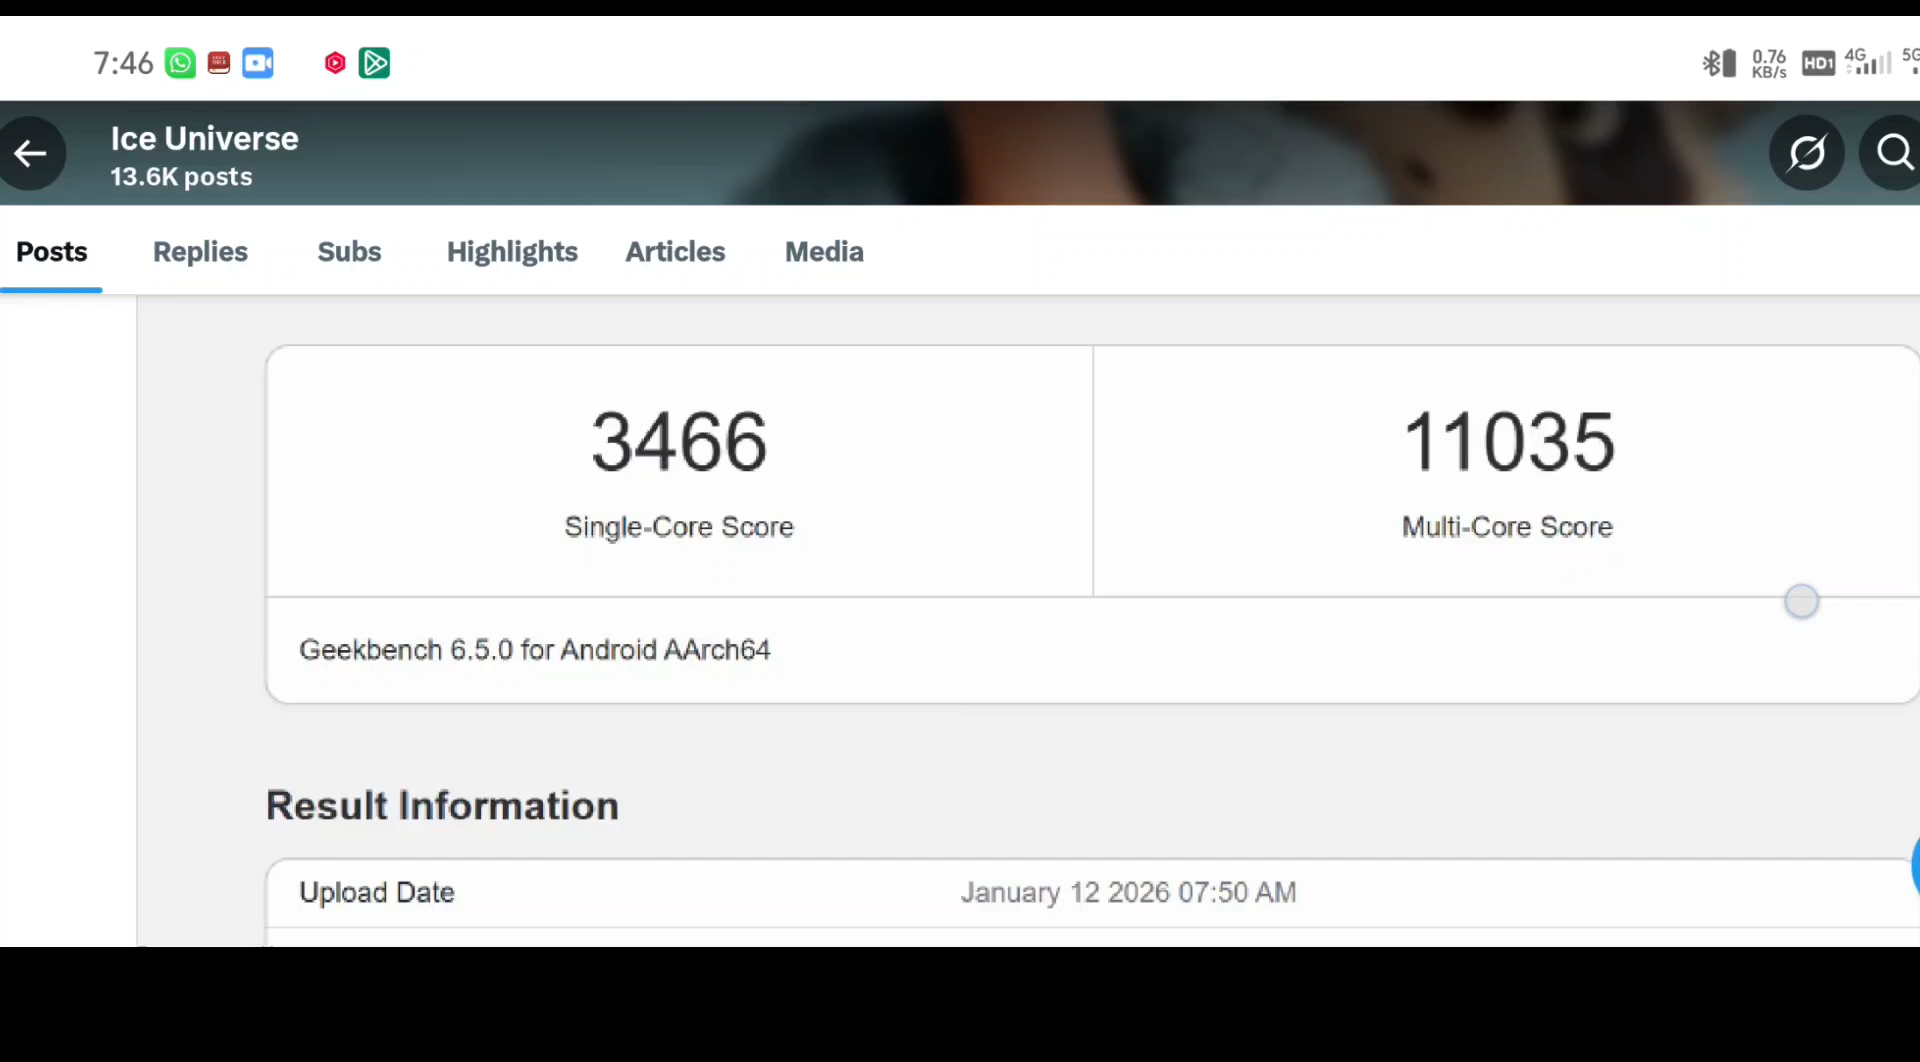 7:46
0.76
KB/s
HD1
4G
5G
Ice Universe
13.6K posts
Posts Replies Subs Highlights Articles Media
3466 11035
Single-Core Score Multi-Core Score
Geekbench 6.5.0 for Android AArch64
Result Information
Upload Date January 12 2026 07:50 AM